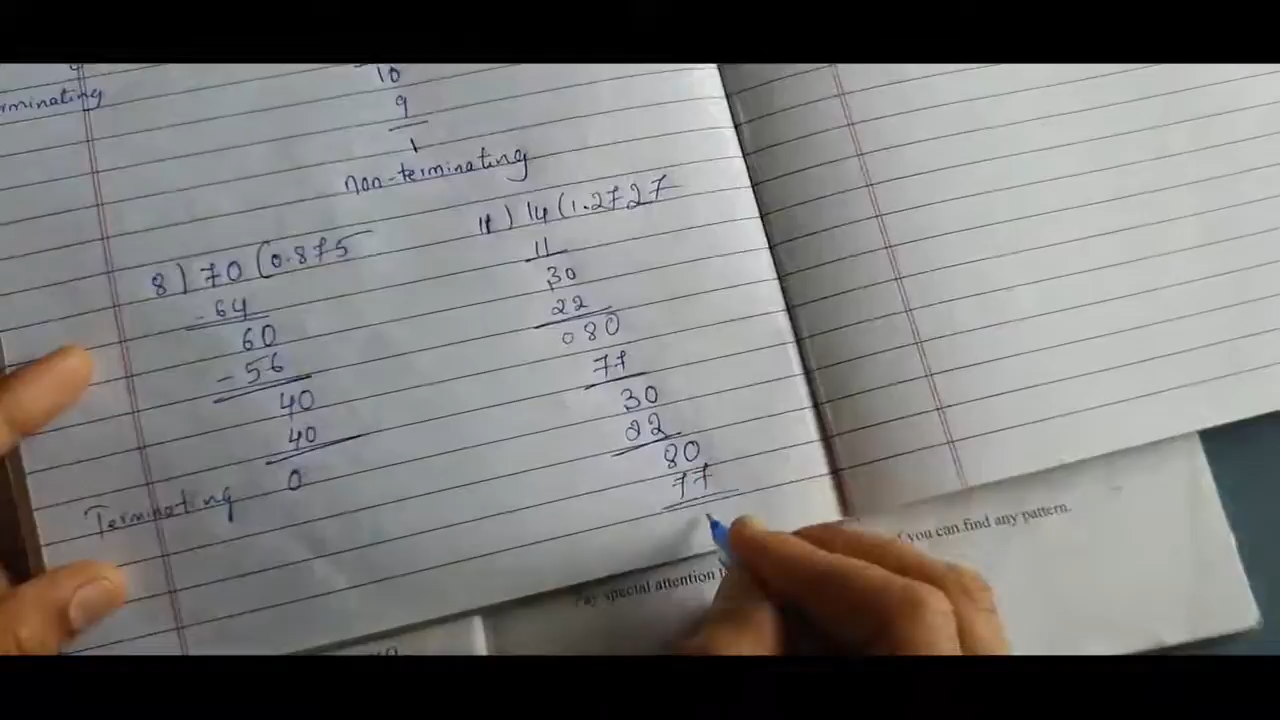 rminating
10
9
1
non-terminating
8 ) 70 ( 0.875
- 64
60
- 56
40
40
0
Terminating
11 ) 14 ( 1.2727
11
30
22
080
77
30
22
80
77
Pay special attention
you can find any pattern.